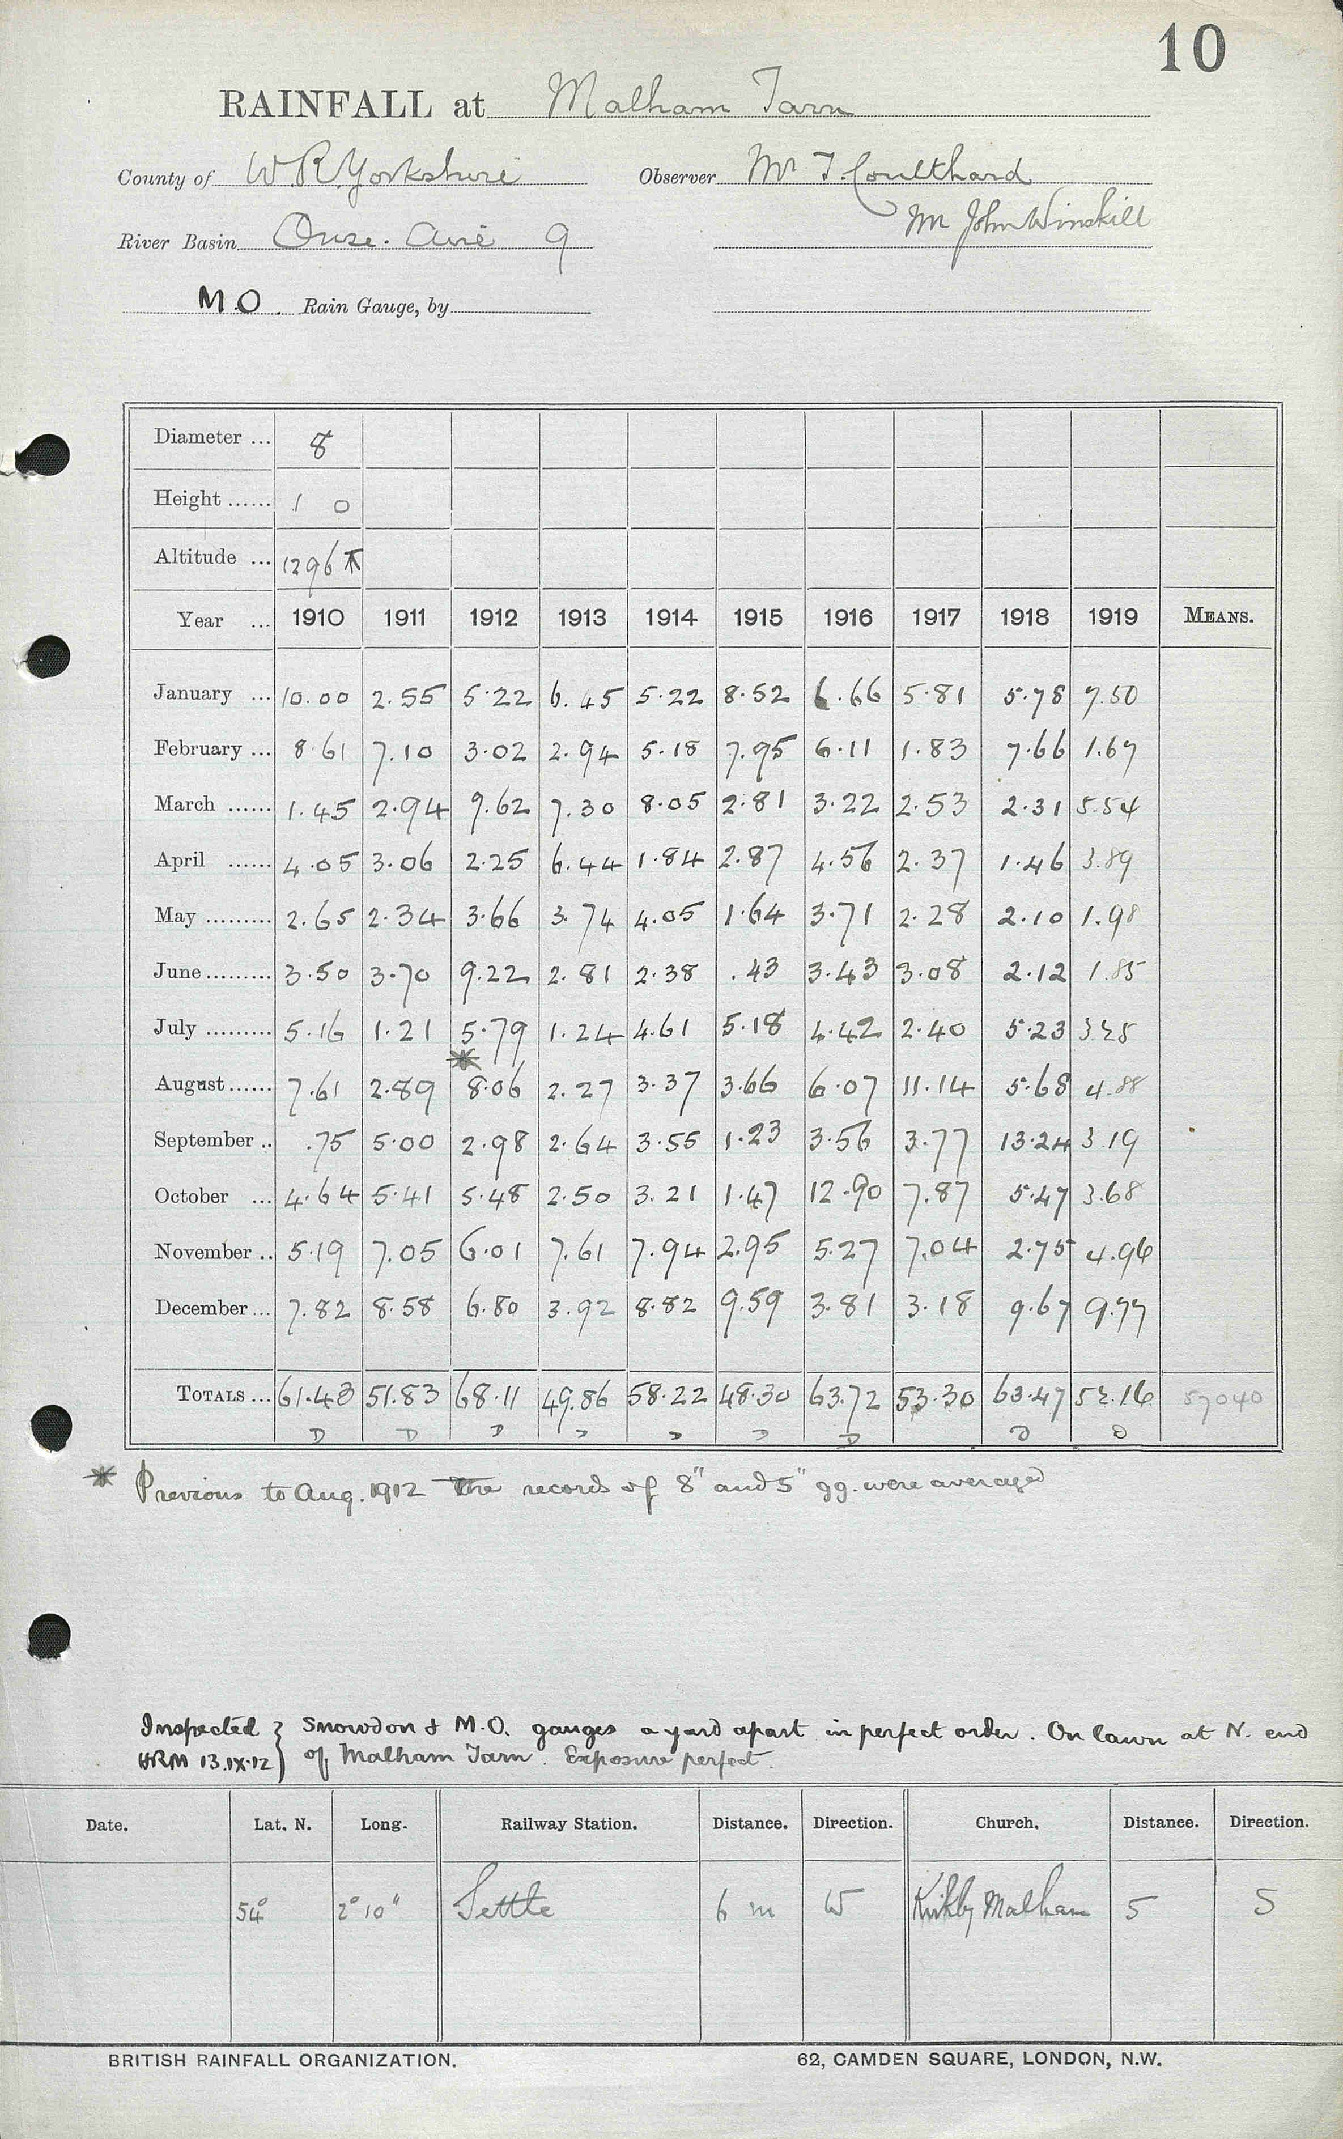 10
RAINFALL at Malham Tarn
County of W.R. Yorkshire Observer Mr T. Coulthard
Mr John Winskill
River Basin Ouse. Aire 9
M.O. Rain Gauge, by
Diameter ... 8
Height ...... 1 0
Altitude ... 1296
Year ... 1910 1911 1912 1913 1914 1915 1916 1917 1918 1919 MEANS.
January ... 10.00 2.55 5.22 6.45 5.22 8.52 6.66 5.81 5.78 7.50
February ... 8.61 7.10 3.02 2.94 5.18 7.95 6.11 1.83 7.66 1.67
March ...... 1.45 2.94 9.62 7.30 8.05 2.81 3.22 2.53 2.31 5.54
April ...... 4.05 3.06 2.25 6.44 1.84 2.87 4.56 2.37 1.46 3.89
May ......... 2.65 2.34 3.66 3.74 4.05 1.64 3.71 2.28 2.10 1.98
June ......... 3.50 3.70 9.22 2.81 2.38 .43 3.43 3.08 2.12 1.85
July ......... 5.16 1.21 5.79 1.24 4.61 5.18 4.42 2.40 5.23 3.25
August ...... 7.61 2.89 * 8.06 2.27 3.37 3.66 6.07 11.14 5.68 4.88
September .. .75 5.00 2.98 2.64 3.55 1.23 3.56 3.77 13.24 3.19
October ... 4.64 5.41 5.48 2.50 3.21 1.47 12.90 7.87 5.47 3.68
November .. 5.19 7.05 6.01 7.61 7.94 2.95 5.27 7.04 2.75 4.96
December ... 7.82 8.58 6.80 3.92 8.82 9.59 3.81 3.18 9.67 9.77
TOTALS ... 61.43 51.83 68.11 49.86 58.22 48.30 63.72 53.30 63.47 52.16 57040
* Previous to Aug. 1912 The records of 8" and 5" gg. were averaged
Inspected } Snowdon & M.O. gauges a yard apart in perfect order. On lawn at N. end
HRM 13.IX.12 } of Malham Tarn. Exposure perfect.
Date. Lat. N. Long. Railway Station. Distance. Direction. Church. Distance. Direction.
54° 2° 10" Settle 6 m W Kirkby Malham 5 S
BRITISH RAINFALL ORGANIZATION. 62, CAMDEN SQUARE, LONDON, N.W.